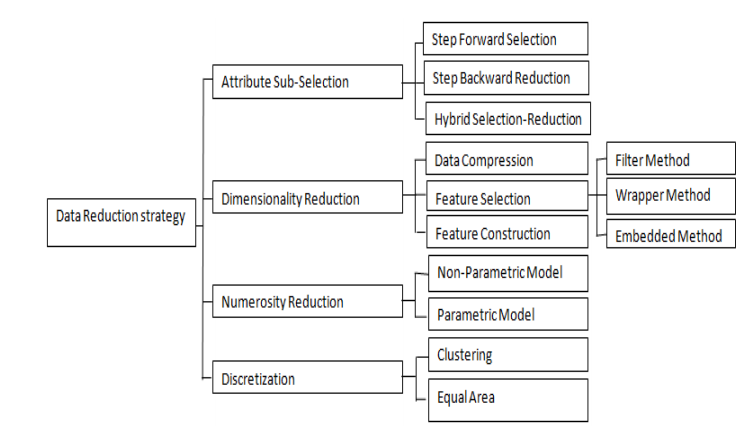 Data Reduction strategy
Attribute Sub-Selection
Step Forward Selection
Step Backward Reduction
Hybrid Selection-Reduction
Dimensionality Reduction
Data Compression
Feature Selection
Feature Construction
Filter Method
Wrapper Method
Embedded Method
Numerosity Reduction
Non-Parametric Model
Parametric Model
Discretization
Clustering
Equal Area